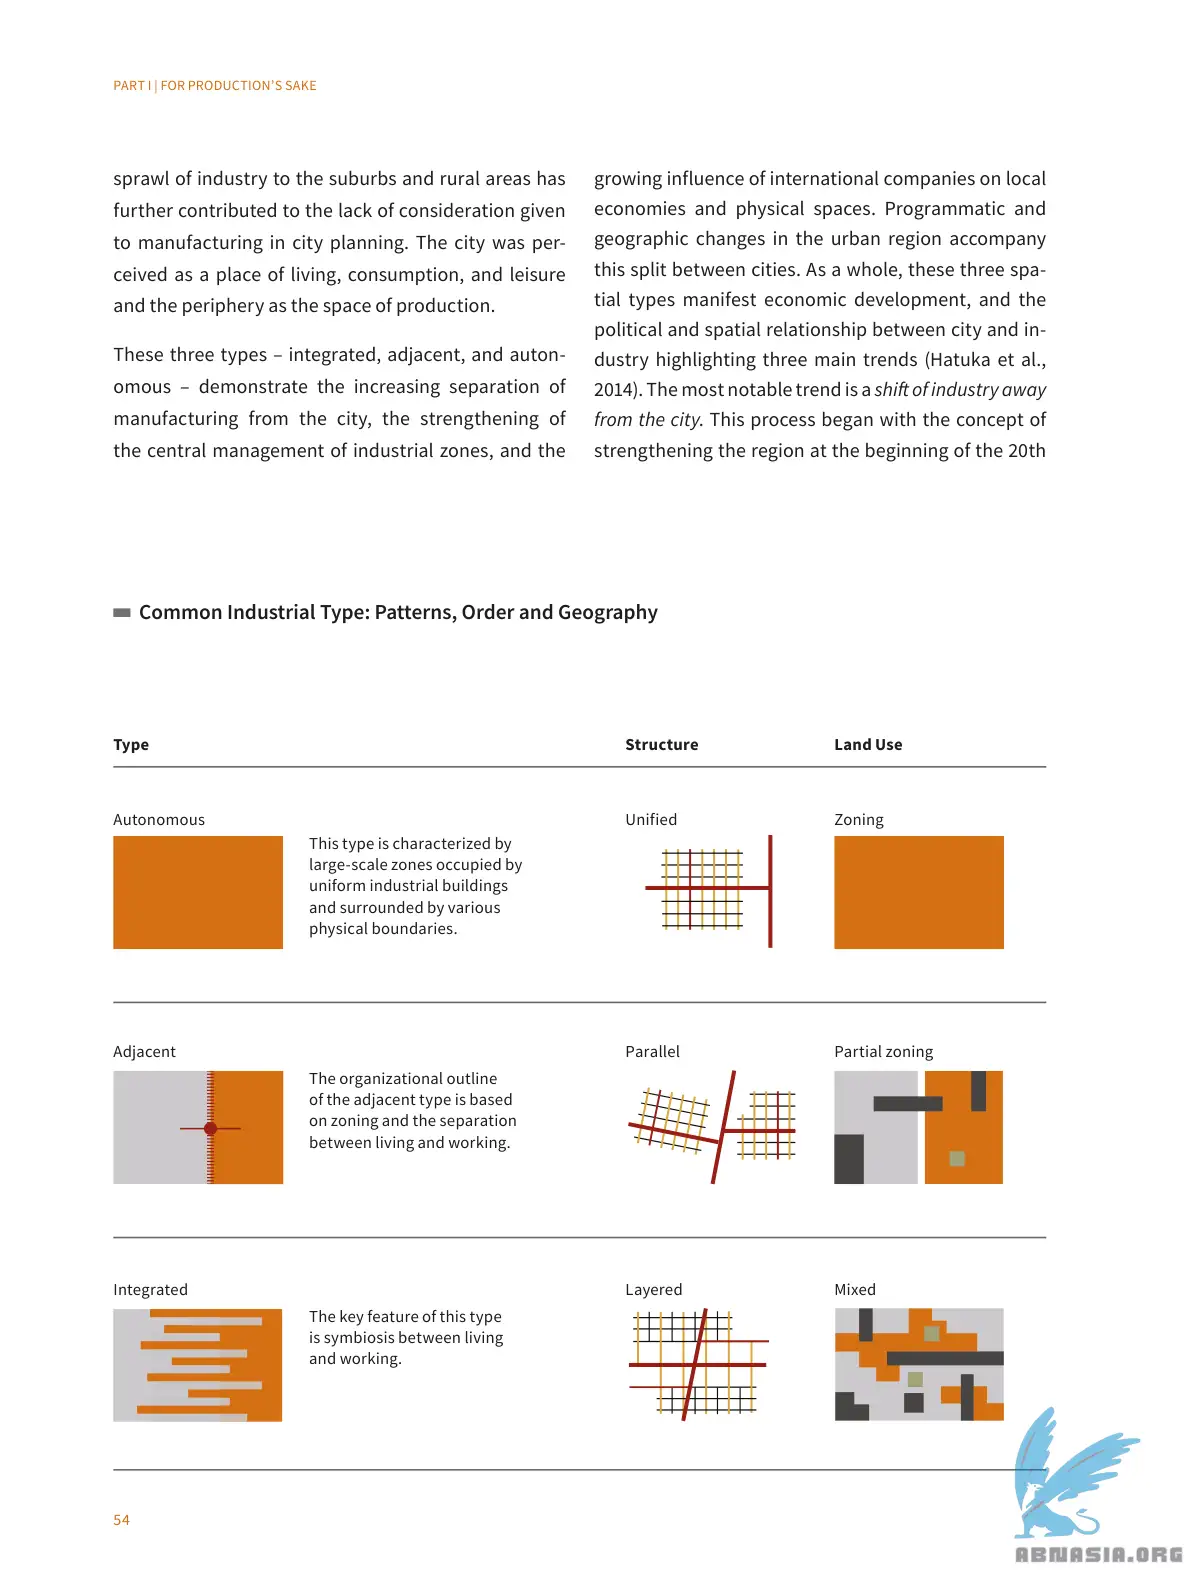 PART I | FOR PRODUCTION'S SAKE
sprawl of industry to the suburbs and rural areas has
further contributed to the lack of consideration given
to manufacturing in city planning. The city was per-
ceived as a place of living, consumption, and leisure
and the periphery as the space of production.
These three types – integrated, adjacent, and auton-
omous – demonstrate the increasing separation of
manufacturing from the city, the strengthening of
the central management of industrial zones, and the
growing influence of international companies on local
economies and physical spaces. Programmatic and
geographic changes in the urban region accompany
this split between cities. As a whole, these three spa-
tial types manifest economic development, and the
political and spatial relationship between city and in-
dustry highlighting three main trends (Hatuka et al.,
2014). The most notable trend is a shift of industry away
from the city. This process began with the concept of
strengthening the region at the beginning of the 20th
Common Industrial Type: Patterns, Order and Geography
Type
Structure
Land Use
Autonomous
This type is characterized by
large-scale zones occupied by
uniform industrial buildings
and surrounded by various
physical boundaries.
Unified
Zoning
Adjacent
The organizational outline
of the adjacent type is based
on zoning and the separation
between living and working.
Parallel
Partial zoning
Integrated
The key feature of this type
is symbiosis between living
and working.
Layered
Mixed
54
ABNASIA.ORG